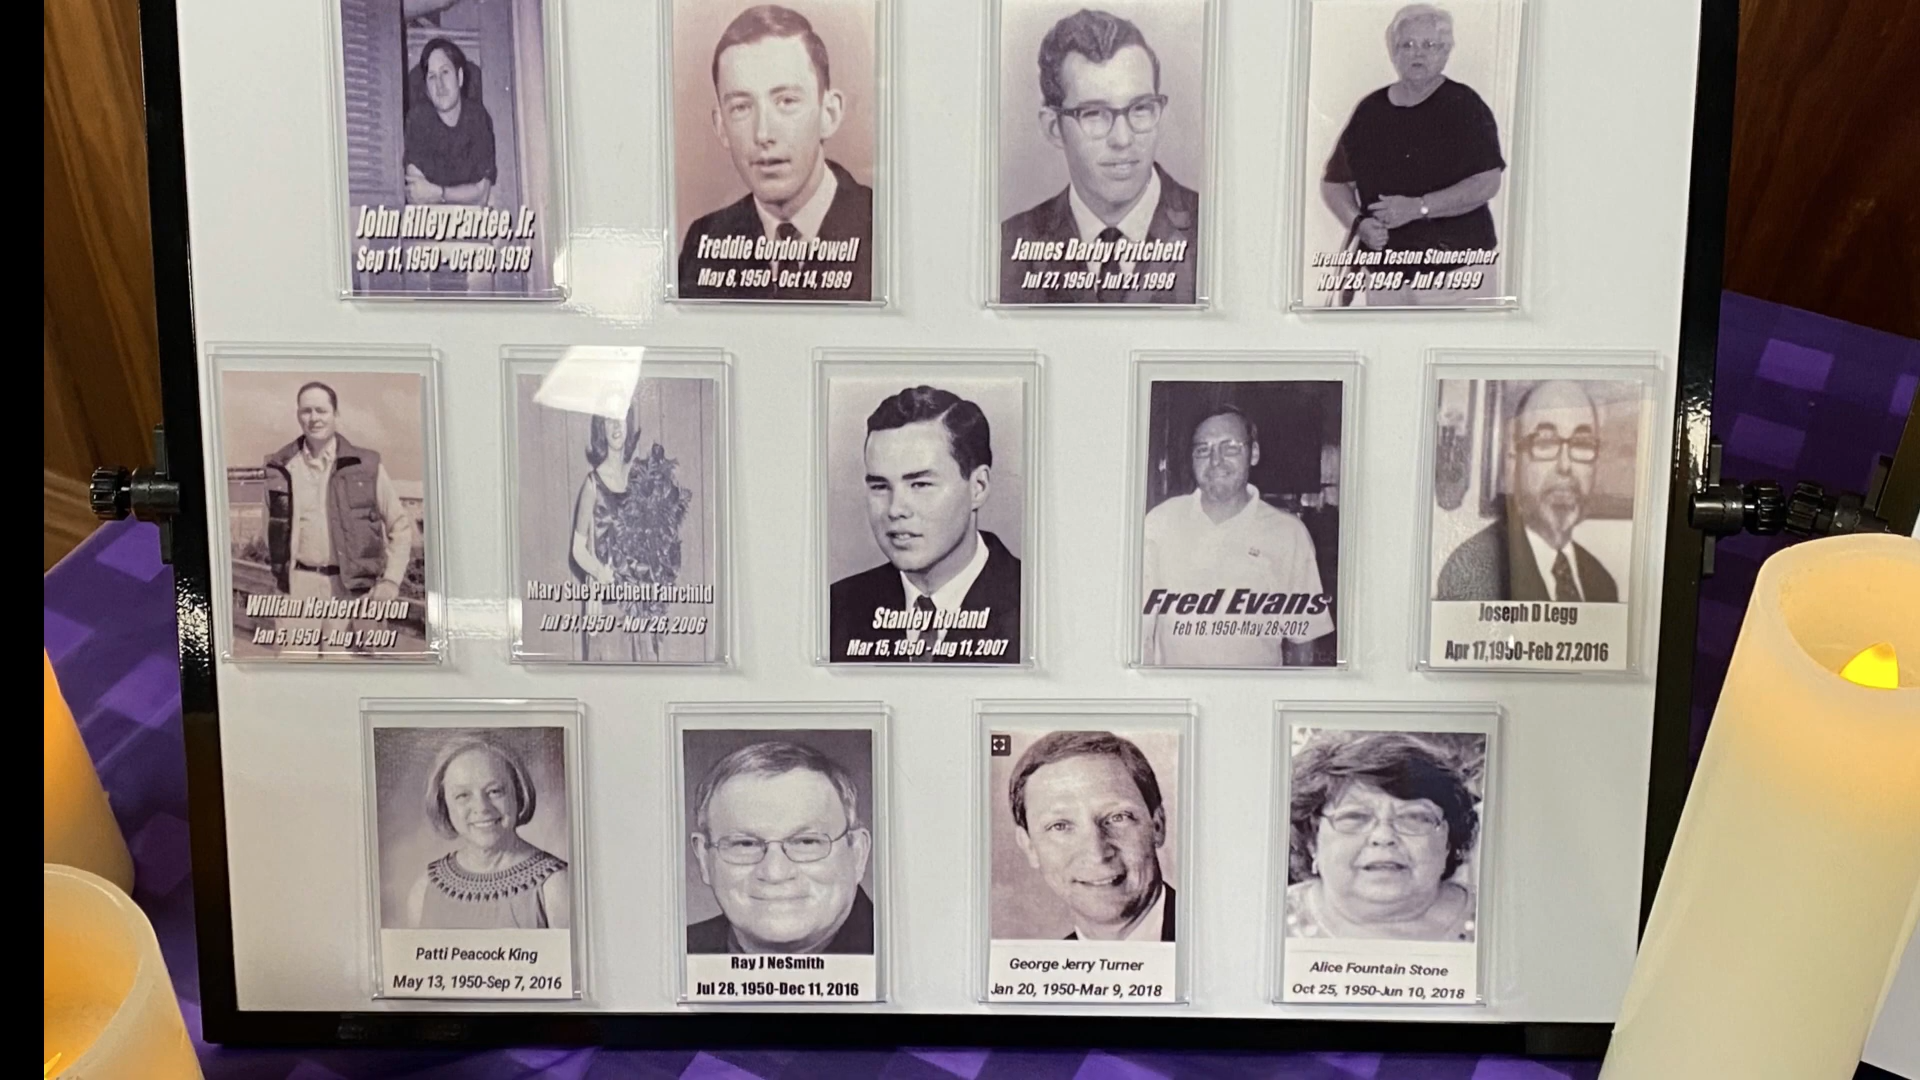 John Riley Partee, Jr.
Sep 11, 1950 - Oct 30, 1978
Freddie Gordon Powell
May 8, 1950 - Oct 14, 1989
James Darby Pritchett
Jul 27, 1950 - Jul 21, 1998
Brenda Jean Teston Stonecipher
Nov 28, 1948 - Jul 4 1999
William Herbert Layton
Jan 5, 1950 - Aug 1, 2001
Mary Sue Pritchett Fairchild
Jul 31, 1950 - Nov 26, 2006
Stanley Roland
Mar 15, 1950 - Aug 11, 2007
Fred Evans
Feb 18, 1950-May 28-2012
Joseph D Legg
Apr 17,1950-Feb 27,2016
Patti Peacock King
May 13, 1950-Sep 7, 2016
Ray J NeSmith
Jul 28, 1950-Dec 11, 2016
George Jerry Turner
Jan 20, 1950-Mar 9, 2018
Alice Fountain Stone
Oct 25, 1950-Jun 10, 2018